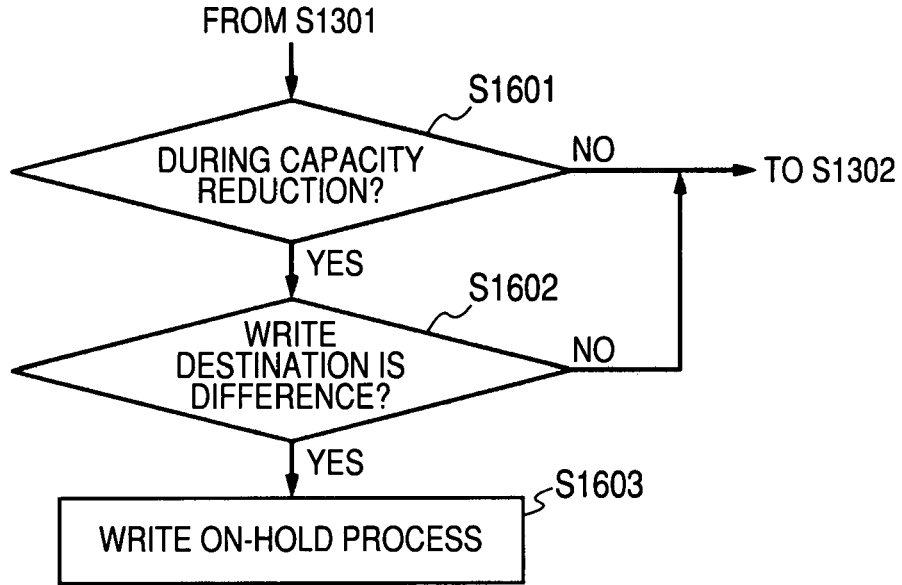 FROM S1301
S1601
DURING CAPACITY
REDUCTION?
NO
TO S1302
YES
S1602
WRITE
DESTINATION IS
DIFFERENCE?
NO
YES
S1603
WRITE ON-HOLD PROCESS